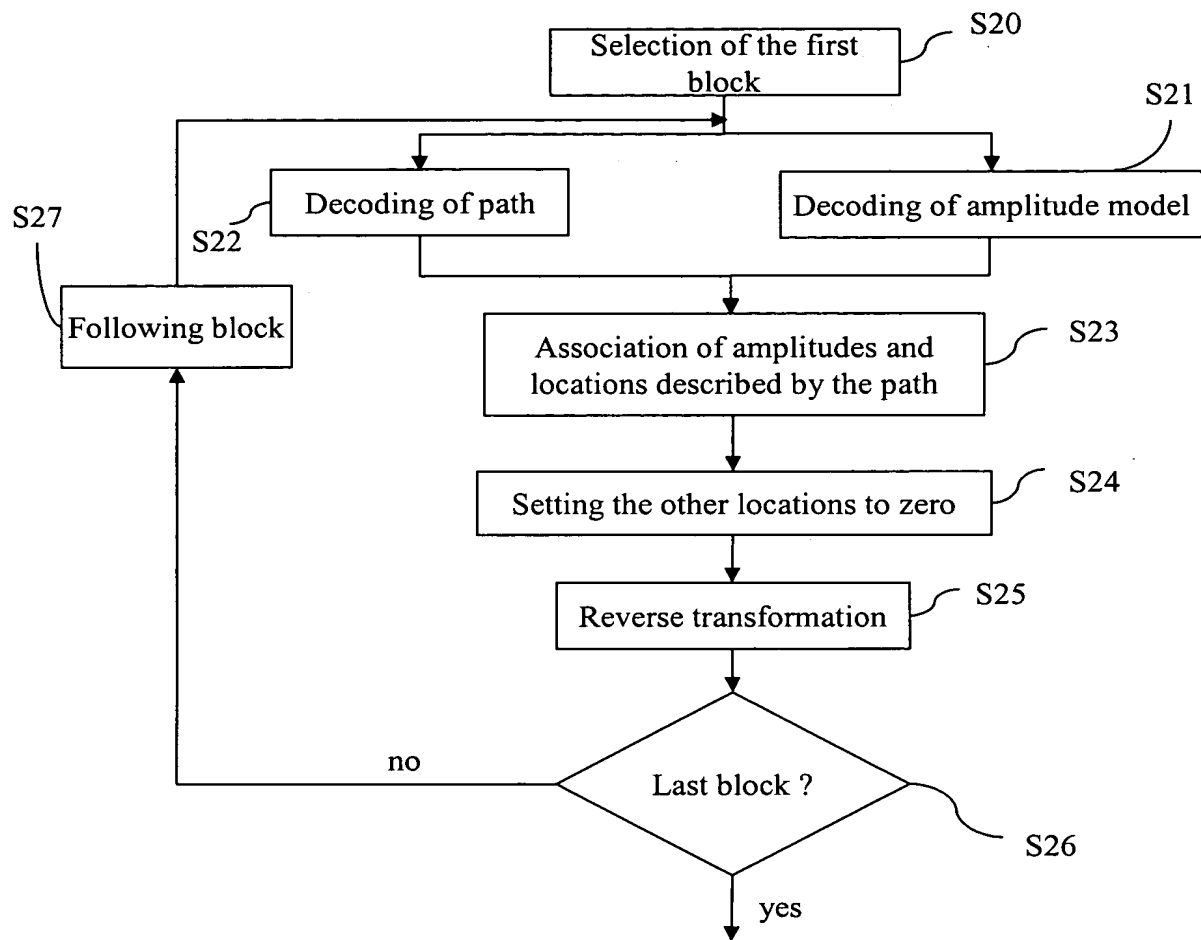 S20
Selection of the first
block
S21
Decoding of path
Decoding of amplitude model
S22
S27
Following block
S23
Association of amplitudes and
locations described by the path
S24
Setting the other locations to zero
S25
Reverse transformation
no
Last block ?
S26
yes